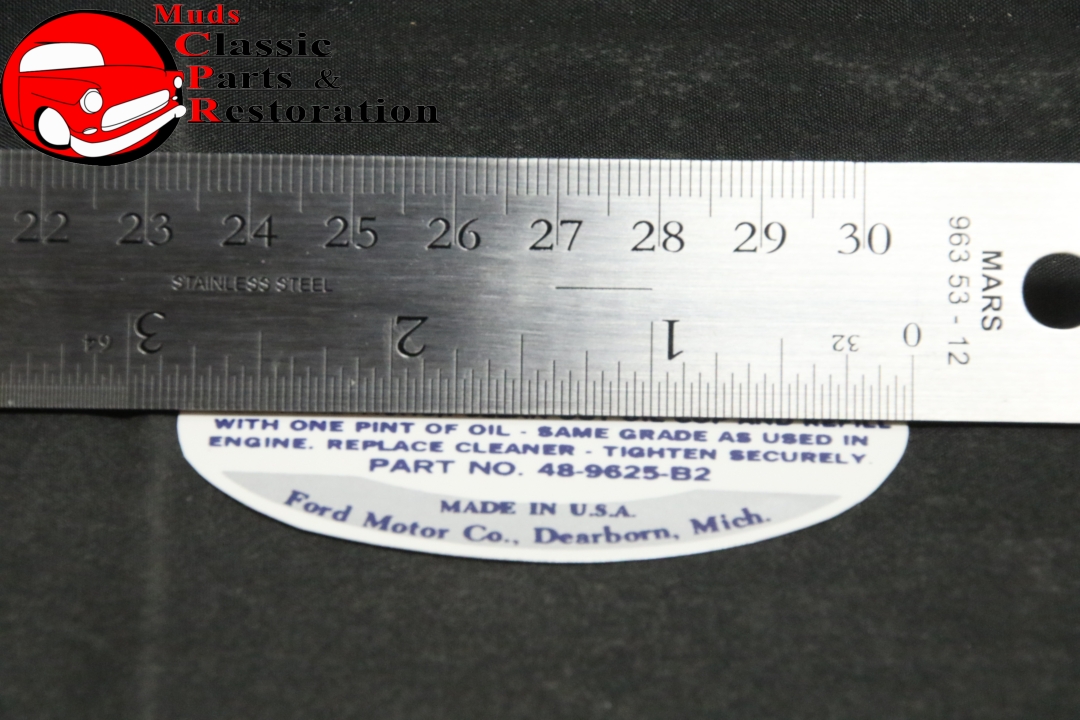 Muds
Classic
Parts &
Restoration
22 23 24 25 26 27 28 29 30
STAINLESS STEEL
MARS
963 53 - 12
64 3 2 1 32 0
AND REFILL
WITH ONE PINT OF OIL - SAME GRADE AS USED IN
ENGINE. REPLACE CLEANER - TIGHTEN SECURELY.
PART NO. 48-9625-B2
MADE IN U.S.A.
Ford Motor Co., Dearborn, Mich.